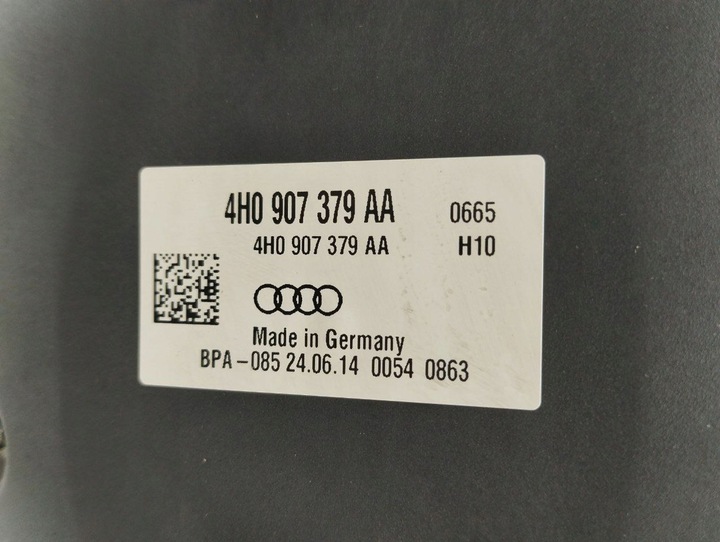 4H0 907 379 AA 0665
4H0 907 379 AA H10
Made in Germany
BPA-085 24.06.14 0054 0863